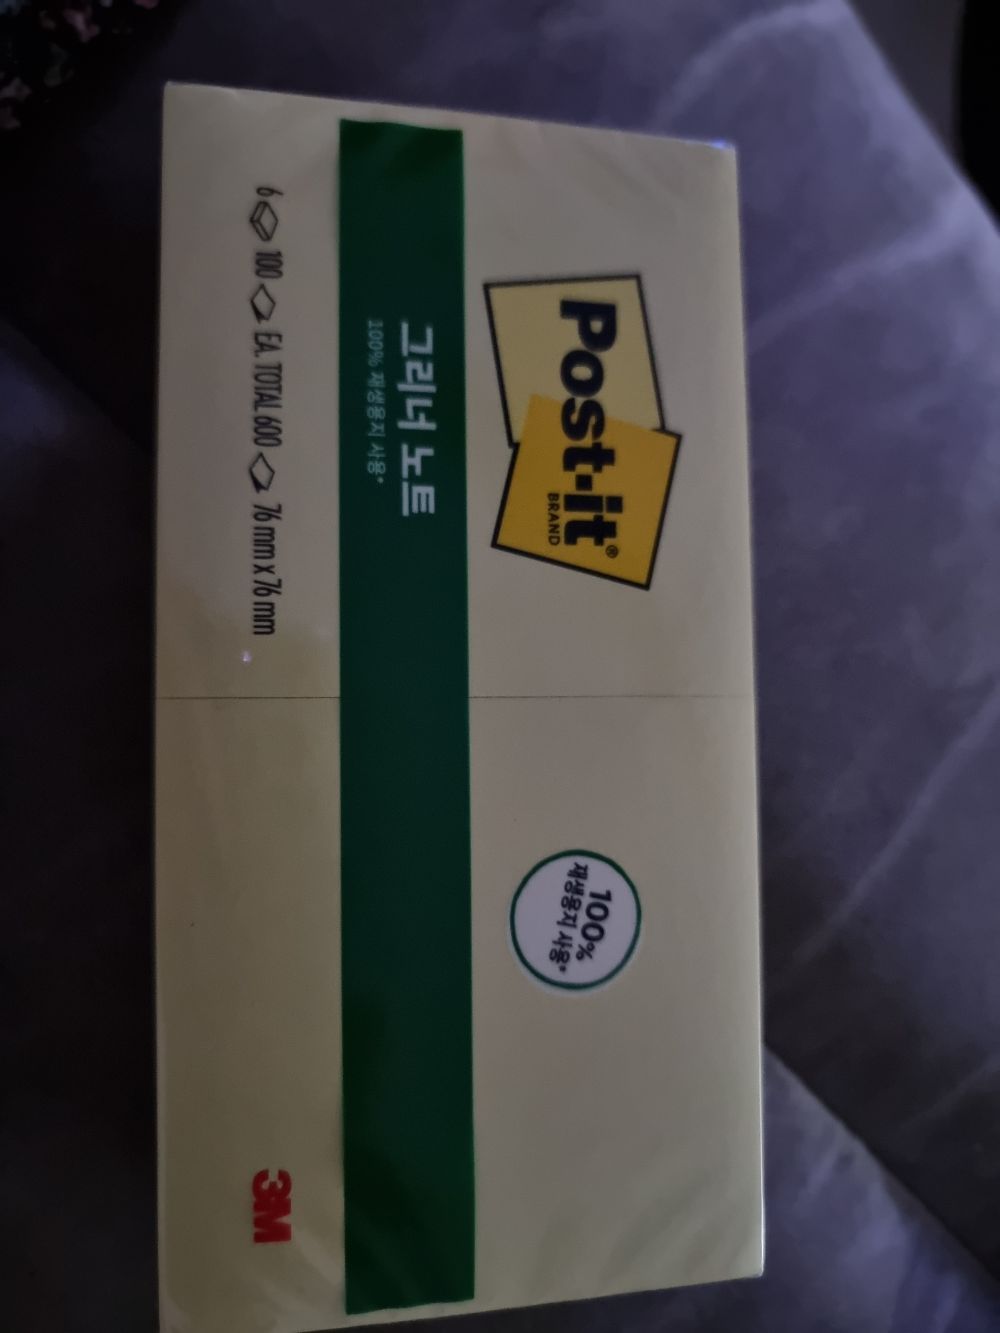 Post-it®
BRAND
100%
재생용지 사용*
그리너 노트
100% 재생용지 사용*
6 100 EA. TOTAL 600 76 mm x 76 mm
3M